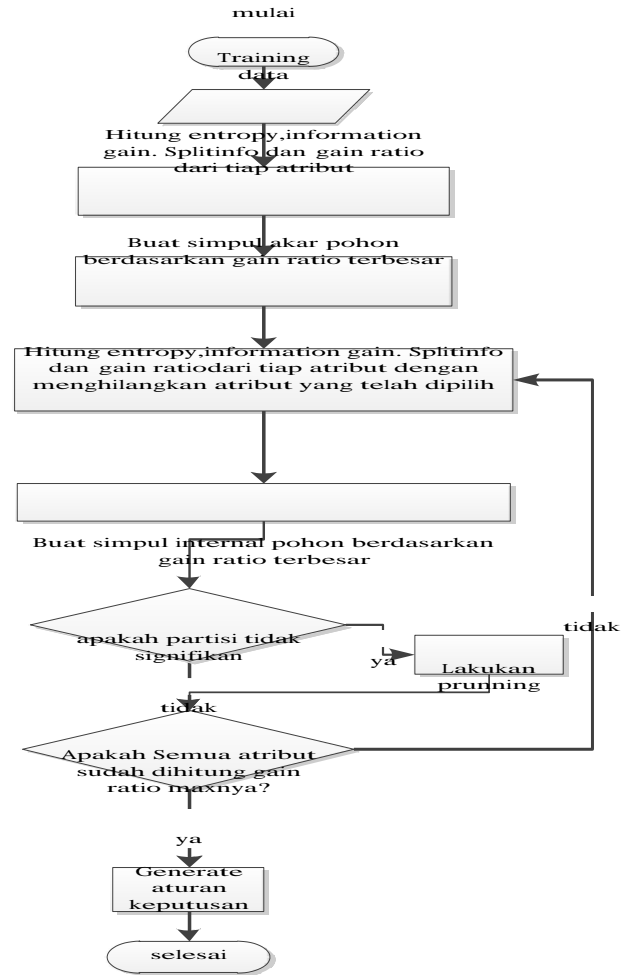 mulai
Training
data
Hitung entropy,information
gain. Splitinfo dan gain ratio
dari tiap atribut
Buat simpul akar pohon
berdasarkan gain ratio terbesar
Hitung entropy,information gain. Splitinfo
dan gain ratiodari tiap atribut dengan
menghilangkan atribut yang telah dipilih
Buat simpul internal pohon berdasarkan
gain ratio terbesar
apakah partisi tidak
signifikan
ya
Lakukan
prunning
tidak
tidak
Apakah Semua atribut
sudah dihitung gain
ratio maxnya?
ya
Generate
aturan
keputusan
selesai